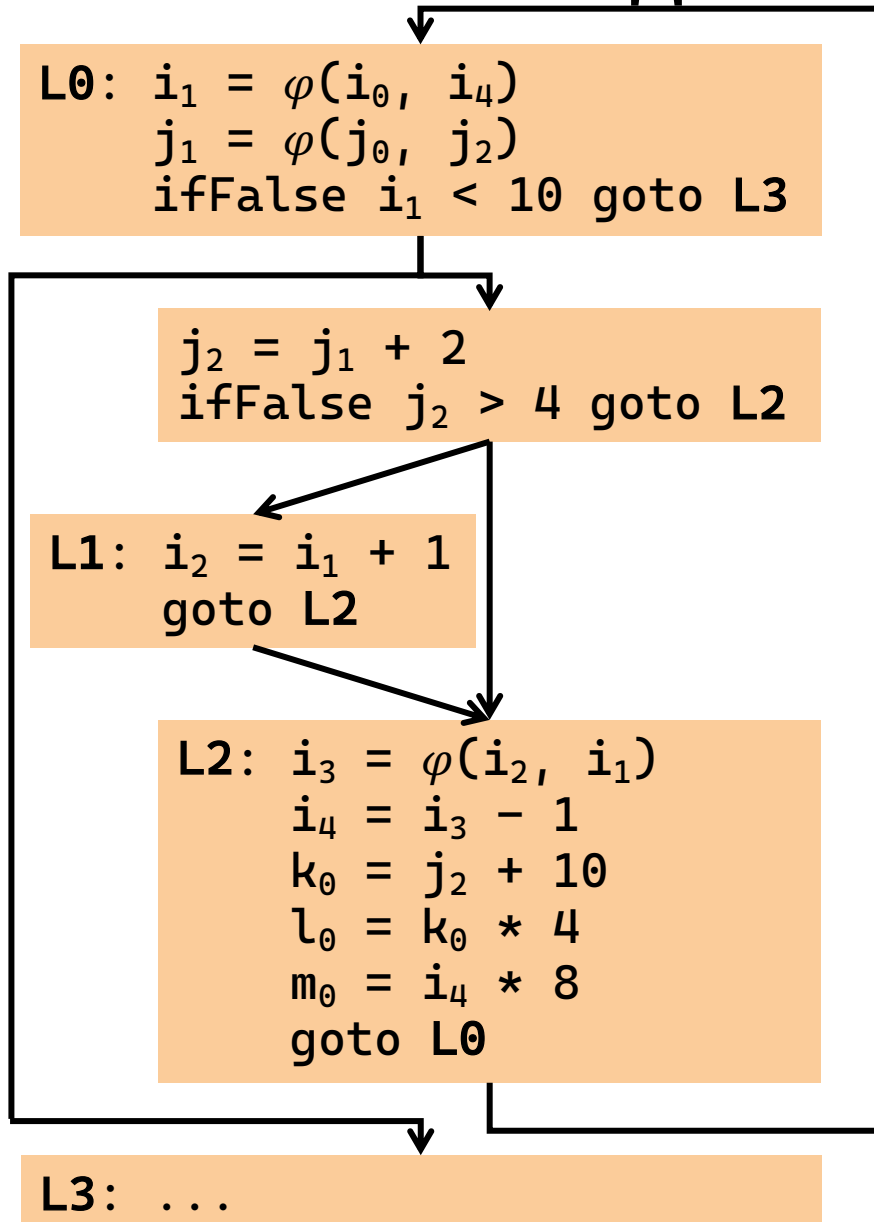 L0: i₁ = φ(i₀, i₄)
j₁ = φ(j₀, j₂)
ifFalse i₁ < 10 goto L3
j₂ = j₁ + 2
ifFalse j₂ > 4 goto L2
L1: i₂ = i₁ + 1
goto L2
L2: i₃ = φ(i₂, i₁)
i₄ = i₃ − 1
k₀ = j₂ + 10
l₀ = k₀ * 4
m₀ = i₄ * 8
goto L0
L3: ...